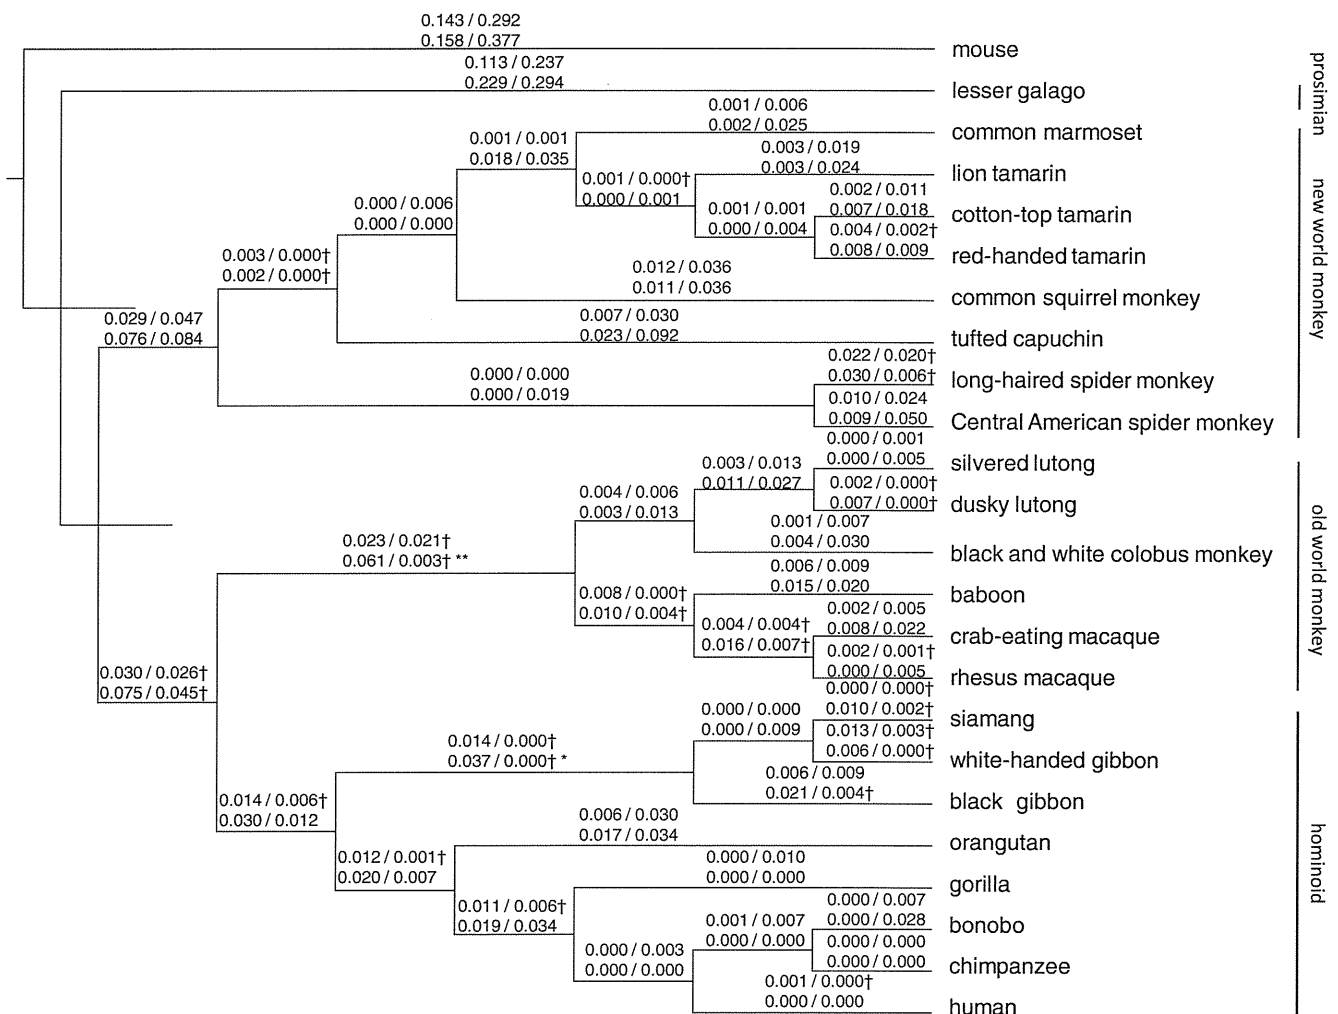 0.143 / 0.292
0.158 / 0.377
mouse
0.113 / 0.237
0.229 / 0.294
lesser galago
0.001 / 0.006
0.002 / 0.025
common marmoset
0.001 / 0.001
0.018 / 0.035
0.003 / 0.019
0.003 / 0.024
lion tamarin
0.001 / 0.000†
0.000 / 0.001
0.002 / 0.011
0.007 / 0.018
cotton-top tamarin
0.001 / 0.001
0.000 / 0.004
0.004 / 0.002†
0.008 / 0.009
red-handed tamarin
0.000 / 0.006
0.000 / 0.000
0.003 / 0.000†
0.002 / 0.000†
0.012 / 0.036
0.011 / 0.036
common squirrel monkey
0.029 / 0.047
0.076 / 0.084
0.007 / 0.030
0.023 / 0.092
tufted capuchin
0.022 / 0.020†
0.030 / 0.006†
long-haired spider monkey
0.000 / 0.000
0.000 / 0.019
0.010 / 0.024
0.009 / 0.050
Central American spider monkey
0.000 / 0.001
0.000 / 0.005
silvered lutong
0.003 / 0.013
0.011 / 0.027
0.002 / 0.000†
0.007 / 0.000†
dusky lutong
0.004 / 0.006
0.003 / 0.013
0.001 / 0.007
0.004 / 0.030
black and white colobus monkey
0.023 / 0.021†
0.061 / 0.003† **
0.006 / 0.009
0.015 / 0.020
baboon
0.008 / 0.000†
0.010 / 0.004†
0.002 / 0.005
0.008 / 0.022
crab-eating macaque
0.004 / 0.004†
0.016 / 0.007†
0.002 / 0.001†
0.000 / 0.005
rhesus macaque
0.030 / 0.026†
0.075 / 0.045†
0.000 / 0.000†
0.010 / 0.002†
siamang
0.000 / 0.000
0.000 / 0.009
0.013 / 0.003†
0.006 / 0.000†
white-handed gibbon
0.014 / 0.000†
0.037 / 0.000† *
0.006 / 0.009
0.021 / 0.004†
black gibbon
0.014 / 0.006†
0.030 / 0.012
0.006 / 0.030
0.017 / 0.034
orangutan
0.012 / 0.001†
0.020 / 0.007
0.000 / 0.010
0.000 / 0.000
gorilla
0.011 / 0.006†
0.019 / 0.034
0.000 / 0.007
0.000 / 0.028
bonobo
0.001 / 0.007
0.000 / 0.000
0.000 / 0.000
0.000 / 0.000
chimpanzee
0.000 / 0.003
0.000 / 0.000
0.001 / 0.000†
0.000 / 0.000
human
prosimian
new world monkey
old world monkey
hominoid